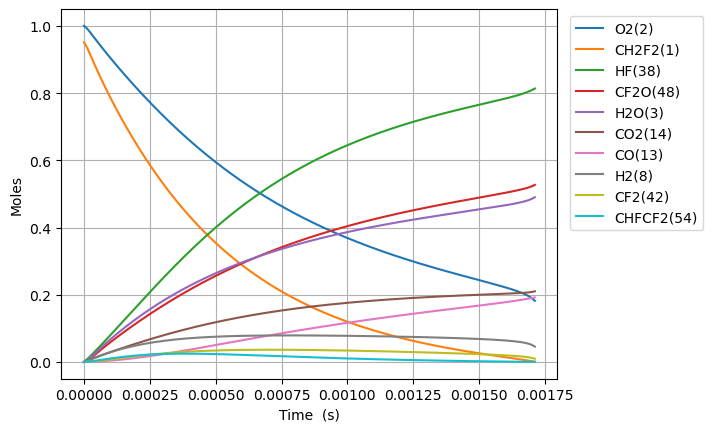 1.0
0.8
0.6
0.4
0.2
0.0
Moles
0.00000 0.00025 0.00050 0.00075 0.00100 0.00125 0.00150 0.00175
Time (s)
O2(2)
CH2F2(1)
HF(38)
CF2O(48)
H2O(3)
CO2(14)
CO(13)
H2(8)
CF2(42)
CHFCF2(54)